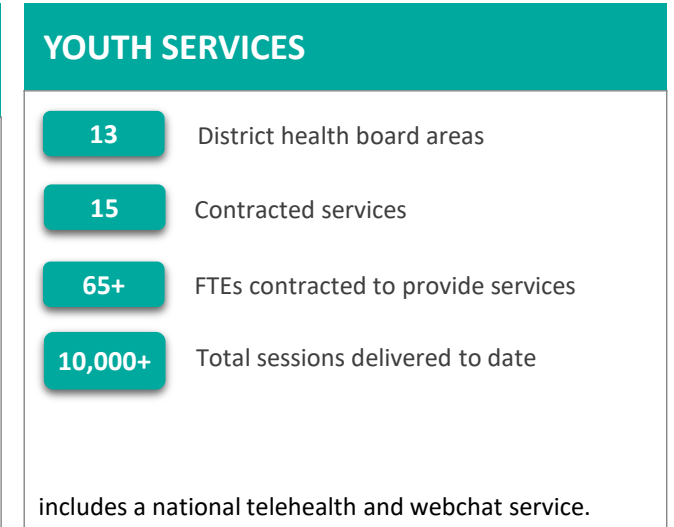 YOUTH SERVICES
13 District health board areas
15 Contracted services
65+ FTEs contracted to provide services
10,000+ Total sessions delivered to date
includes a national telehealth and webchat service.